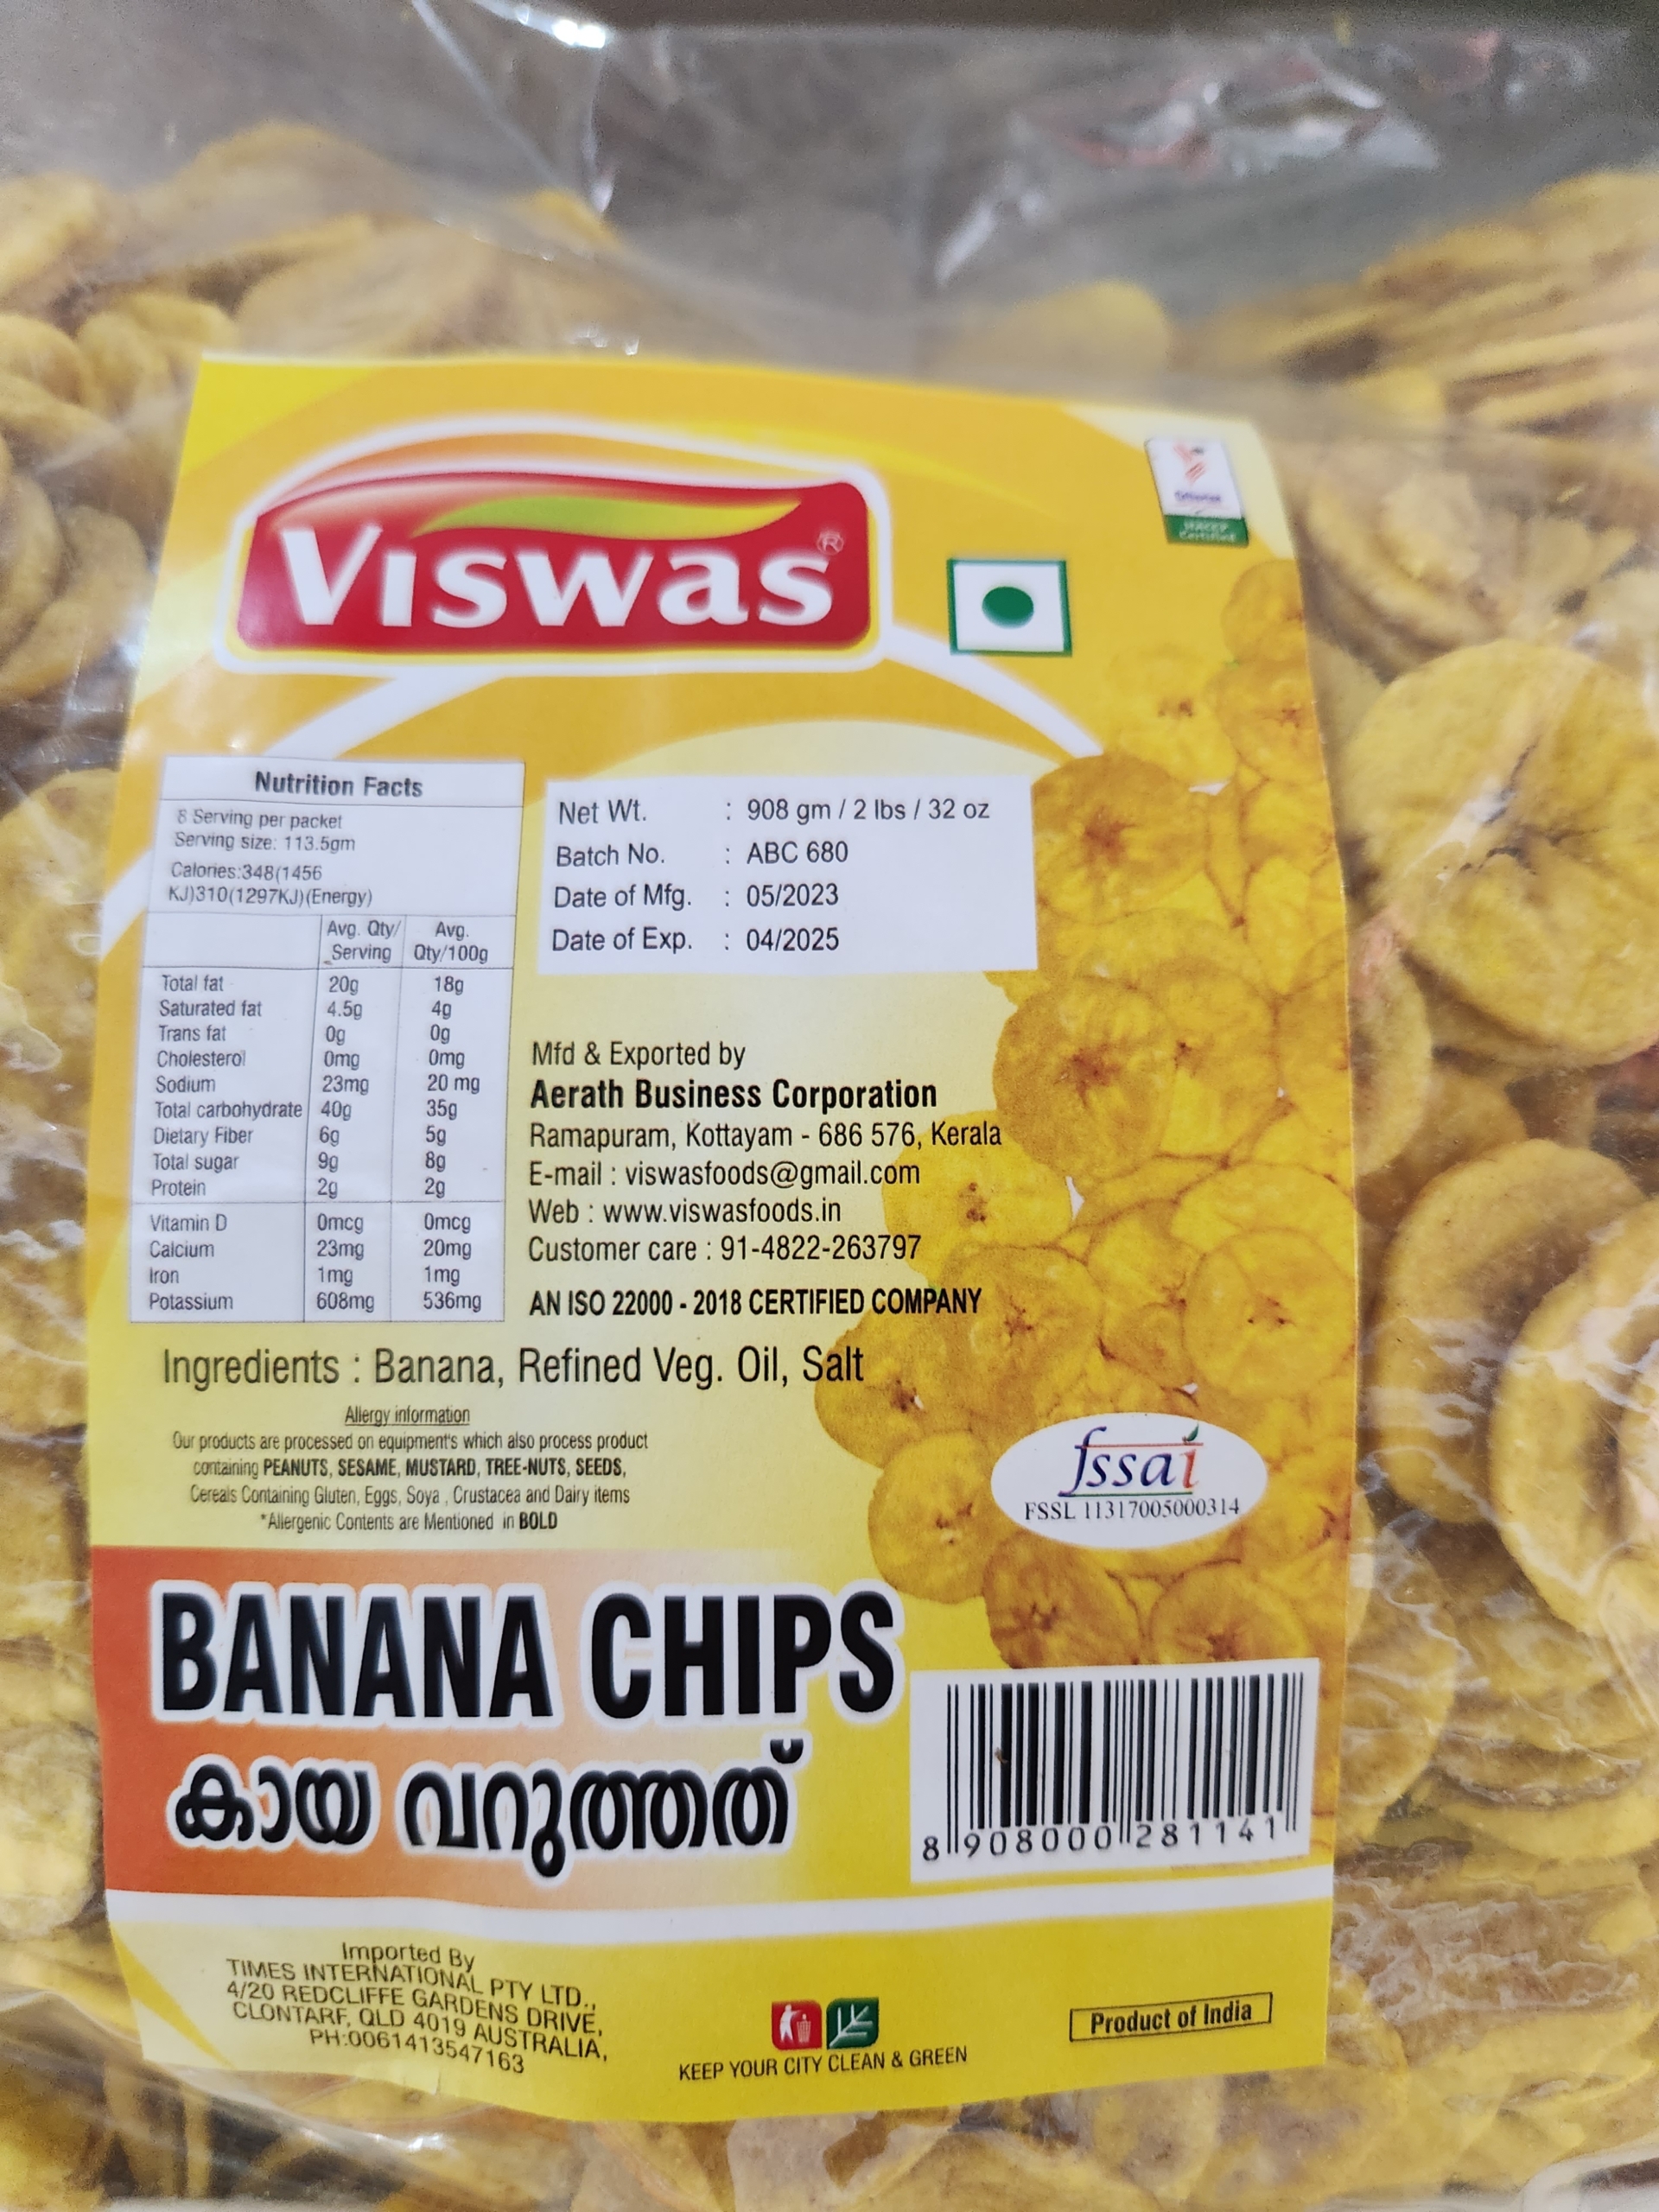 VISWAS®
HACCP
Certified
Nutrition Facts
8 Serving per packet
Serving size: 113.5gm
Calories:348(1456
KJ)310(1297KJ)(Energy)
Avg. Qty/ Serving Avg. Qty/100g
Total fat 20g 18g
Saturated fat 4.5g 4g
Trans fat 0g 0g
Cholesterol 0mg 0mg
Sodium 23mg 20 mg
Total carbohydrate 40g 35g
Dietary Fiber 6g 5g
Total sugar 9g 8g
Protein 2g 2g
Vitamin D 0mcg 0mcg
Calcium 23mg 20mg
Iron 1mg 1mg
Potassium 608mg 536mg
Net Wt. : 908 gm / 2 lbs / 32 oz
Batch No. : ABC 680
Date of Mfg. : 05/2023
Date of Exp. : 04/2025
Mfd & Exported by
Aerath Business Corporation
Ramapuram, Kottayam - 686 576, Kerala
E-mail : viswasfoods@gmail.com
Web : www.viswasfoods.in
Customer care : 91-4822-263797
AN ISO 22000 - 2018 CERTIFIED COMPANY
Ingredients : Banana, Refined Veg. Oil, Salt
Allergy information
Our products are processed on equipment's which also process product
containing PEANUTS, SESAME, MUSTARD, TREE-NUTS, SEEDS,
Cereals Containing Gluten, Eggs, Soya , Crustacea and Dairy items
*Allergenic Contents are Mentioned in BOLD
fssai
FSSL 11317005000314
BANANA CHIPS
കായ വറുത്തത്
8 908000 281141
Imported By
TIMES INTERNATIONAL PTY LTD.,
4/20 REDCLIFFE GARDENS DRIVE,
CLONTARF, QLD 4019 AUSTRALIA,
PH:0061413547163
KEEP YOUR CITY CLEAN & GREEN
Product of India